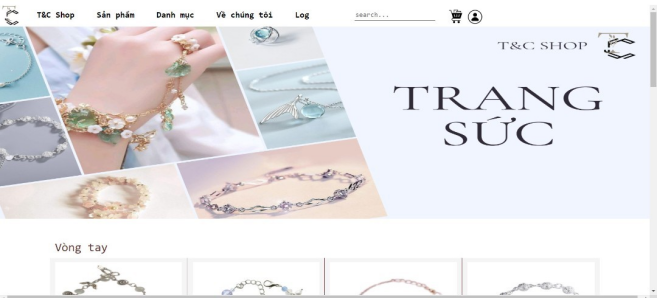 T&C Shop Sản phẩm Danh mục Về chúng tôi Log search...
T&C SHOP
TRANG
SỨC
Vòng tay